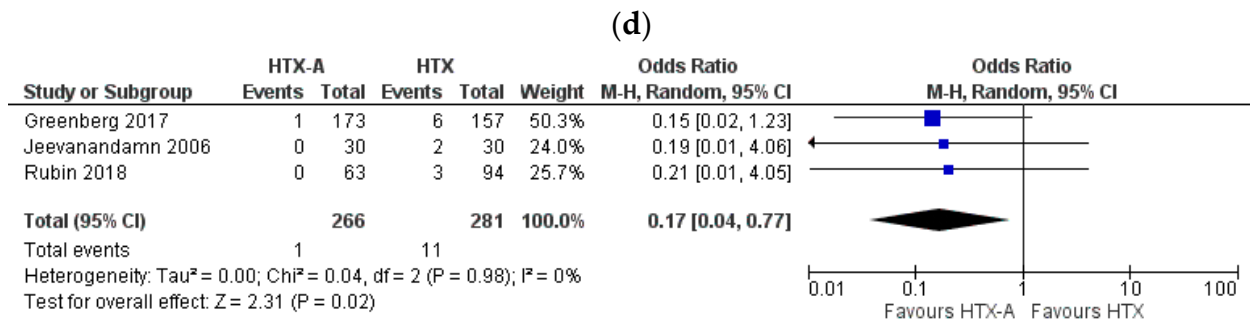 (d)
HTX-A HTX Odds Ratio Odds Ratio
Study or Subgroup Events Total Events Total Weight M-H, Random, 95% CI M-H, Random, 95% CI
Greenberg 2017 1 173 6 157 50.3% 0.15 [0.02, 1.23]
Jeevanandamn 2006 0 30 2 30 24.0% 0.19 [0.01, 4.06]
Rubin 2018 0 63 3 94 25.7% 0.21 [0.01, 4.05]
Total (95% CI) 266 281 100.0% 0.17 [0.04, 0.77]
Total events 1 11
Heterogeneity: Tau² = 0.00; Chi² = 0.04, df = 2 (P = 0.98); I² = 0%
Test for overall effect: Z = 2.31 (P = 0.02)
0.01 0.1 1 10 100
Favours HTX-A Favours HTX